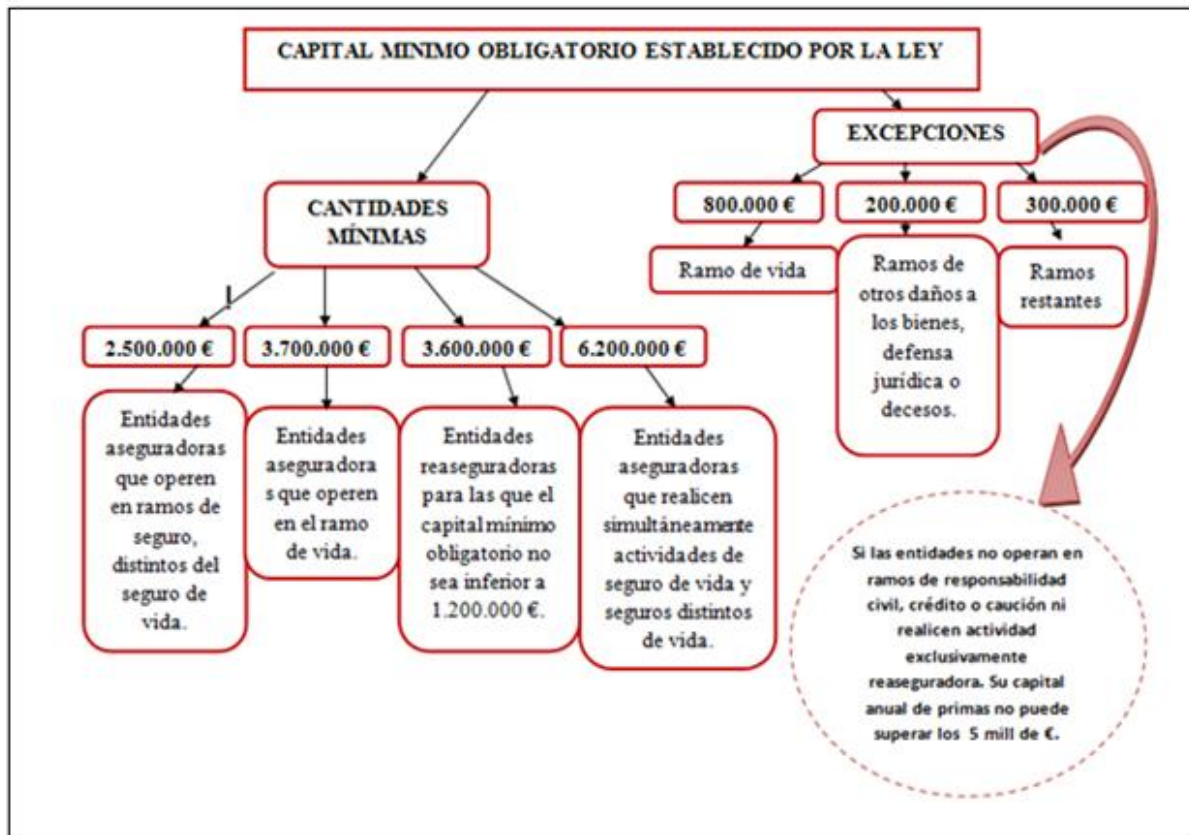 CAPITAL MINIMO OBLIGATORIO ESTABLECIDO POR LA LEY
CANTIDADES
MÍNIMAS
2.500.000 €
Entidades
aseguradoras
que operen
en ramos de
seguro,
distintos del
seguro de
vida.
3.700.000 €
Entidades
aseguradora
s que operen
en el ramo
de vida.
3.600.000 €
Entidades
reaseguradoras
para las que el
capital mínimo
obligatorio no
sea inferior a
1.200.000 €.
6.200.000 €
Entidades
aseguradoras
que realicen
simultáneamente
actividades de
seguro de vida y
seguros distintos
de vida.
EXCEPCIONES
800.000 €
Ramo de vida
200.000 €
Ramos de
otros daños a
los bienes,
defensa
jurídica o
decesos.
300.000 €
Ramos
restantes
Si las entidades no operan en
ramos de responsabilidad
civil, crédito o caución ni
realicen actividad
exclusivamente
reaseguradora. Su capital
anual de primas no puede
superar los 5 mill de €.